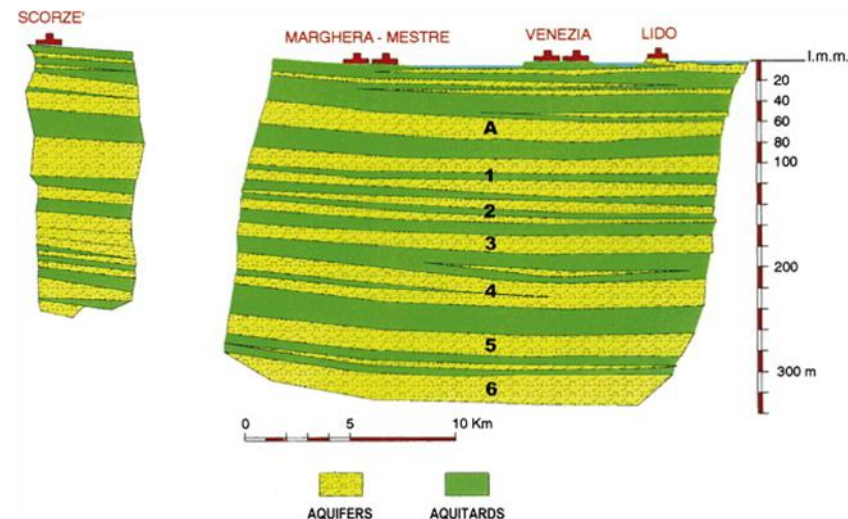 SCORZE'
MARGHERA - MESTRE
VENEZIA
LIDO
l.m.m.
20
40
60
80
100
200
300 m
A
1
2
3
4
5
6
0
5
10 Km
AQUIFERS
AQUITARDS